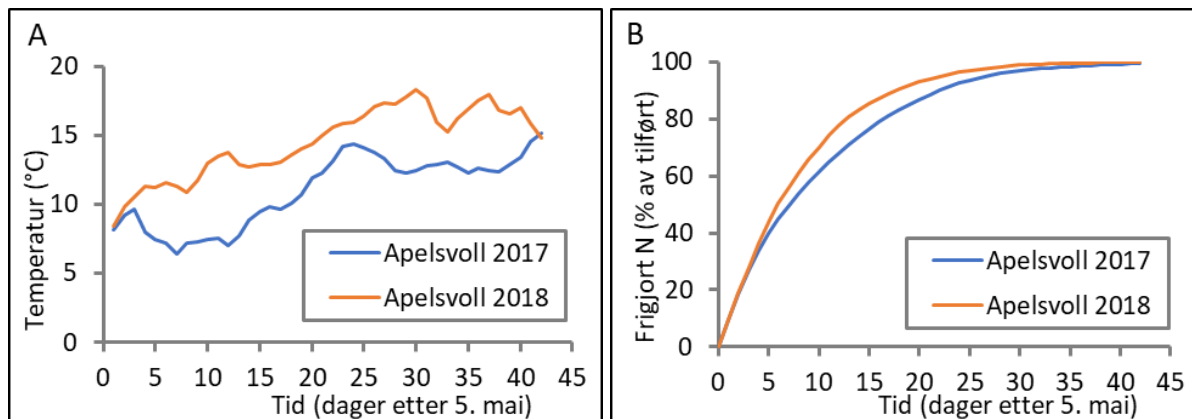 A
Temperatur (°C)
20
15
10
5
0
0 5 10 15 20 25 30 35 40 45
Tid (dager etter 5. mai)
Apelsvoll 2017
Apelsvoll 2018
B
Frigjort N (% av tilført)
100
80
60
40
20
0
0 5 10 15 20 25 30 35 40 45
Tid (dager etter 5. mai)
Apelsvoll 2017
Apelsvoll 2018